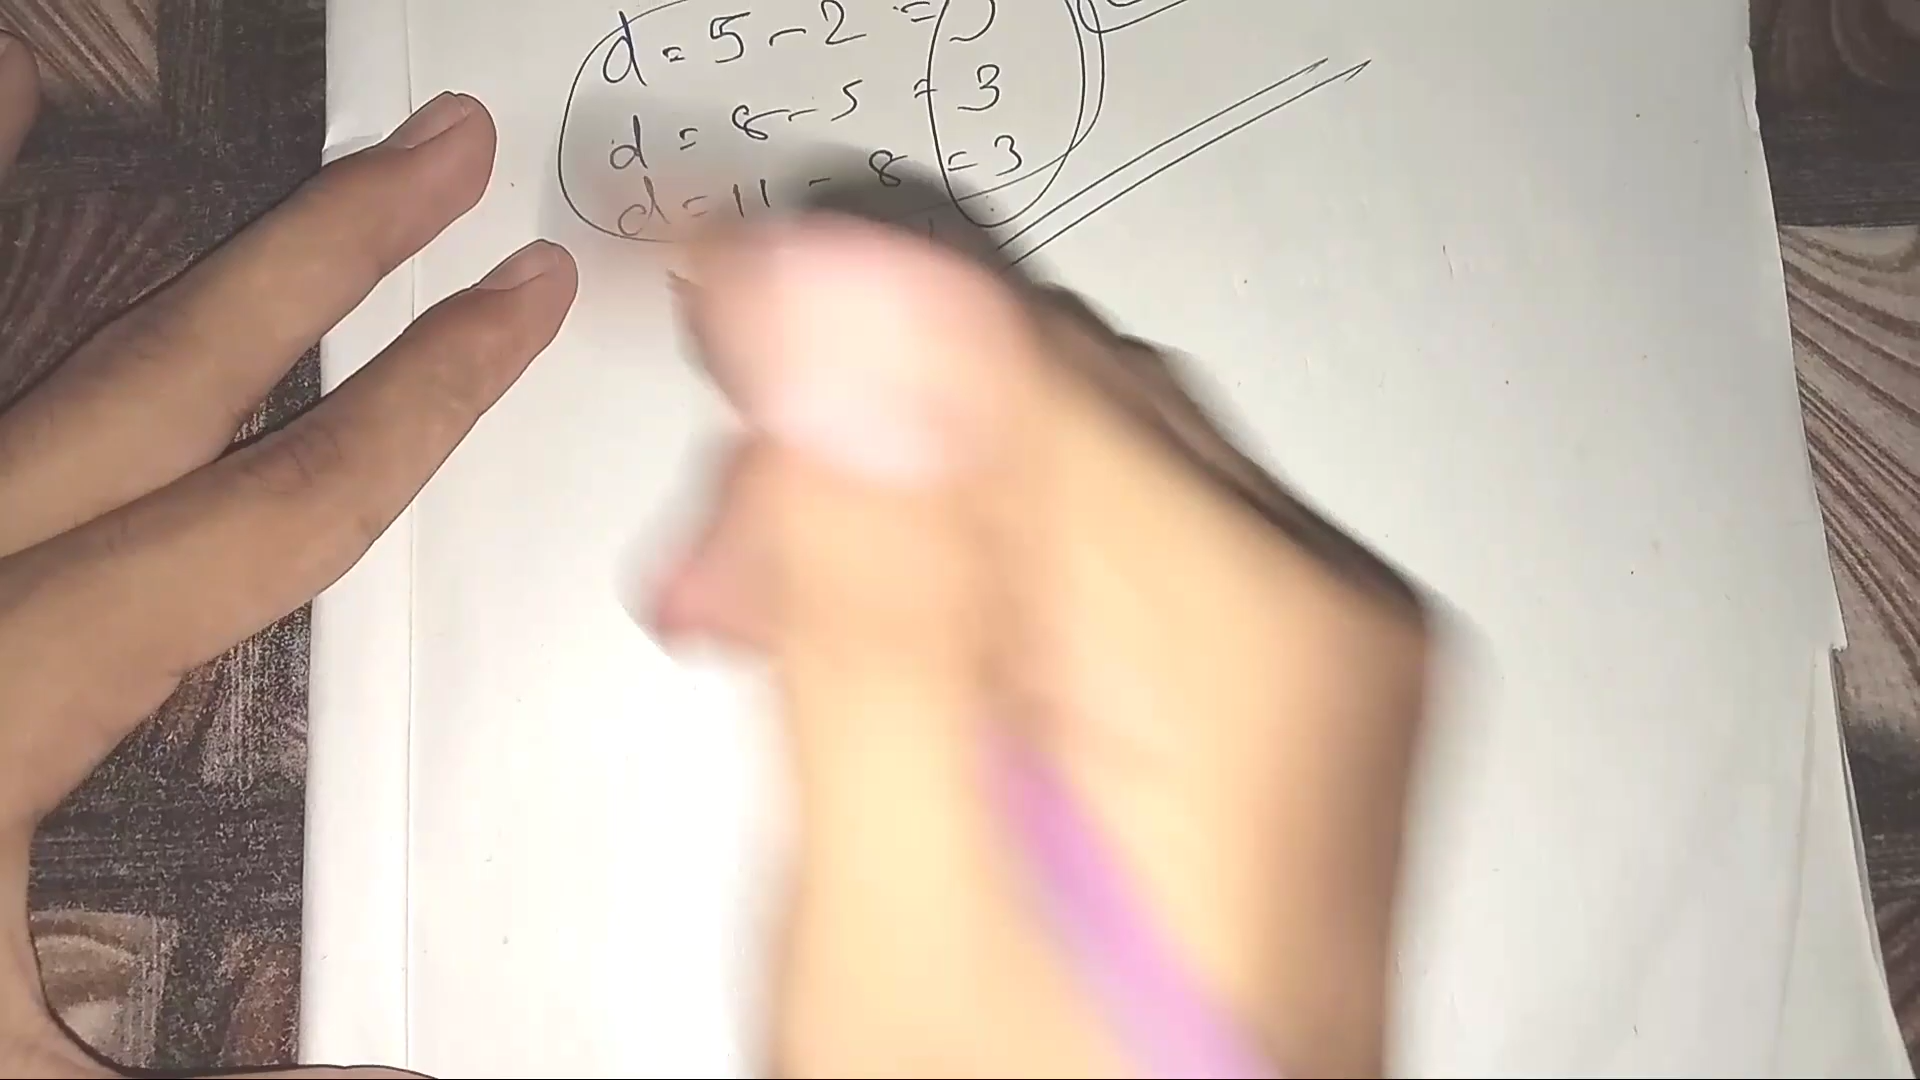 d = 5 - 2 = 3
d = 8 - 5 = 3
d = 11 - 8 = 3